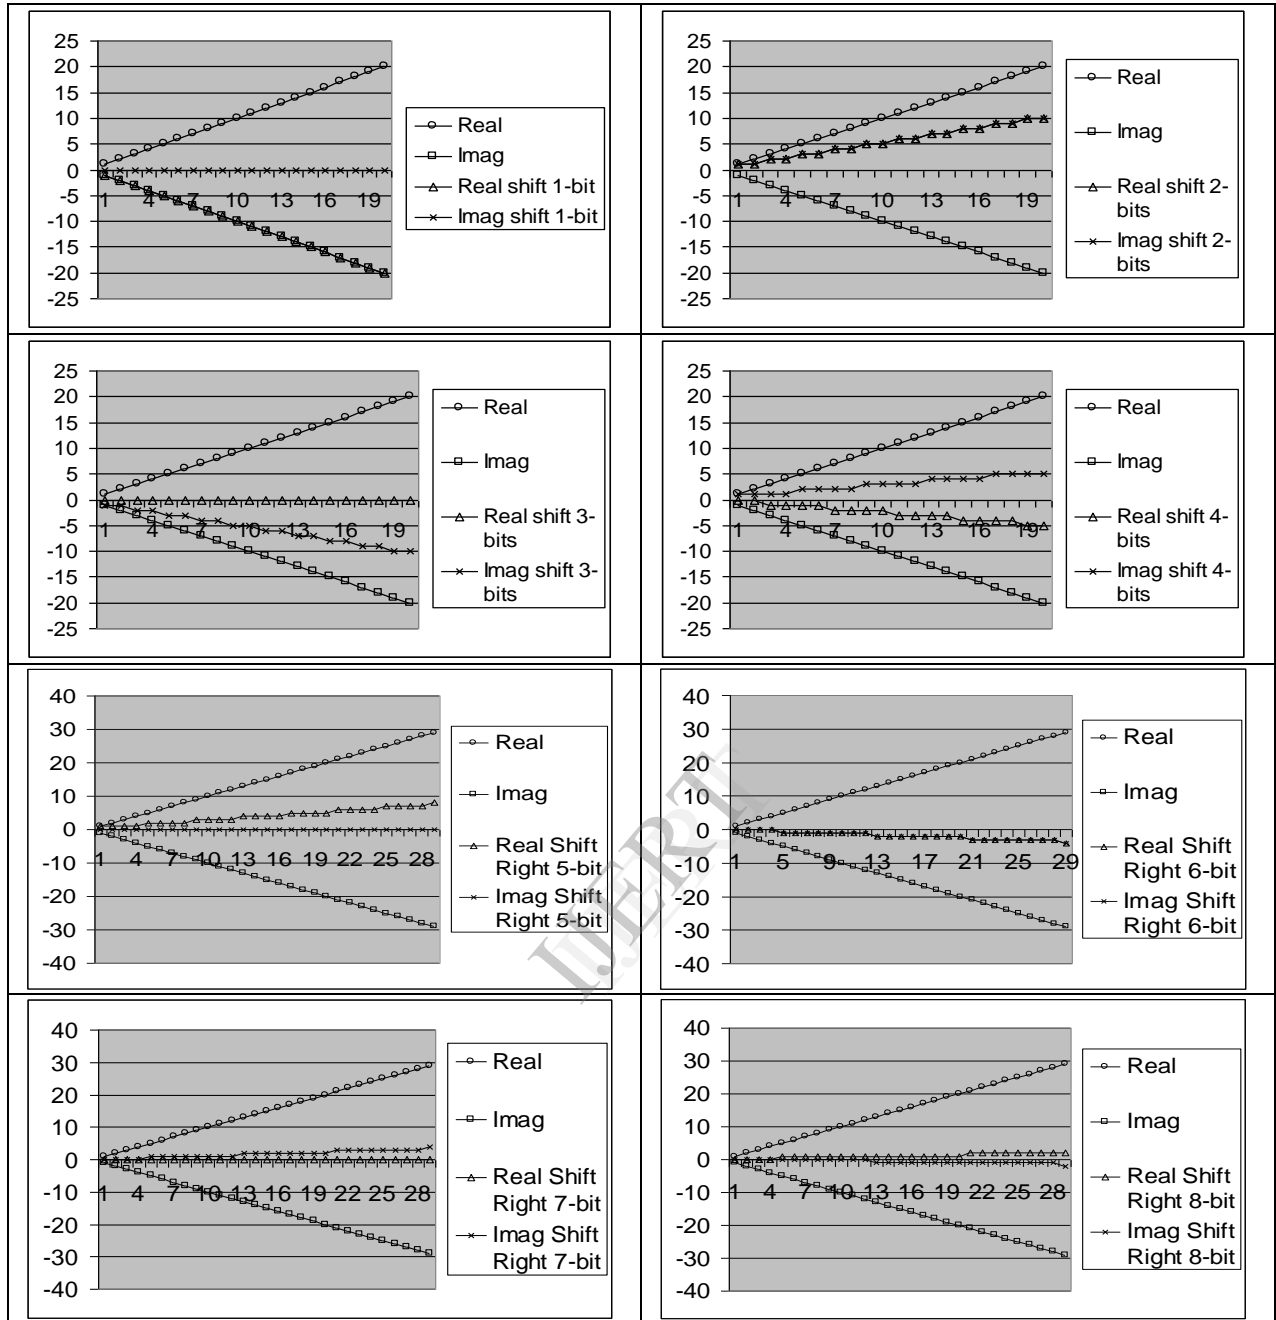 25
20
15
10
5
0
-5
-10
-15
-20
-25
1 4 7 10 13 16 19
Real
Imag
Real shift 1-bit
Imag shift 1-bit
25
20
15
10
5
0
-5
-10
-15
-20
-25
1 4 7 10 13 16 19
Real
Imag
Real shift 2-
bits
Imag shift 2-
bits
25
20
15
10
5
0
-5
-10
-15
-20
-25
1 4 7 10 13 16 19
Real
Imag
Real shift 3-
bits
Imag shift 3-
bits
25
20
15
10
5
0
-5
-10
-15
-20
-25
1 4 7 10 13 16 19
Real
Imag
Real shift 4-
bits
Imag shift 4-
bits
40
30
20
10
0
-10
-20
-30
-40
1 4 7 10 13 16 19 22 25 28
Real
Imag
Real Shift
Right 5-bit
Imag Shift
Right 5-bit
40
30
20
10
0
-10
-20
-30
-40
1 5 9 13 17 21 25 29
Real
Imag
Real Shift
Right 6-bit
Imag Shift
Right 6-bit
IJERT
40
30
20
10
0
-10
-20
-30
-40
1 4 7 10 13 16 19 22 25 28
Real
Imag
Real Shift
Right 7-bit
Imag Shift
Right 7-bit
40
30
20
10
0
-10
-20
-30
-40
1 4 7 10 13 16 19 22 25 28
Real
Imag
Real Shift
Right 8-bit
Imag Shift
Right 8-bit